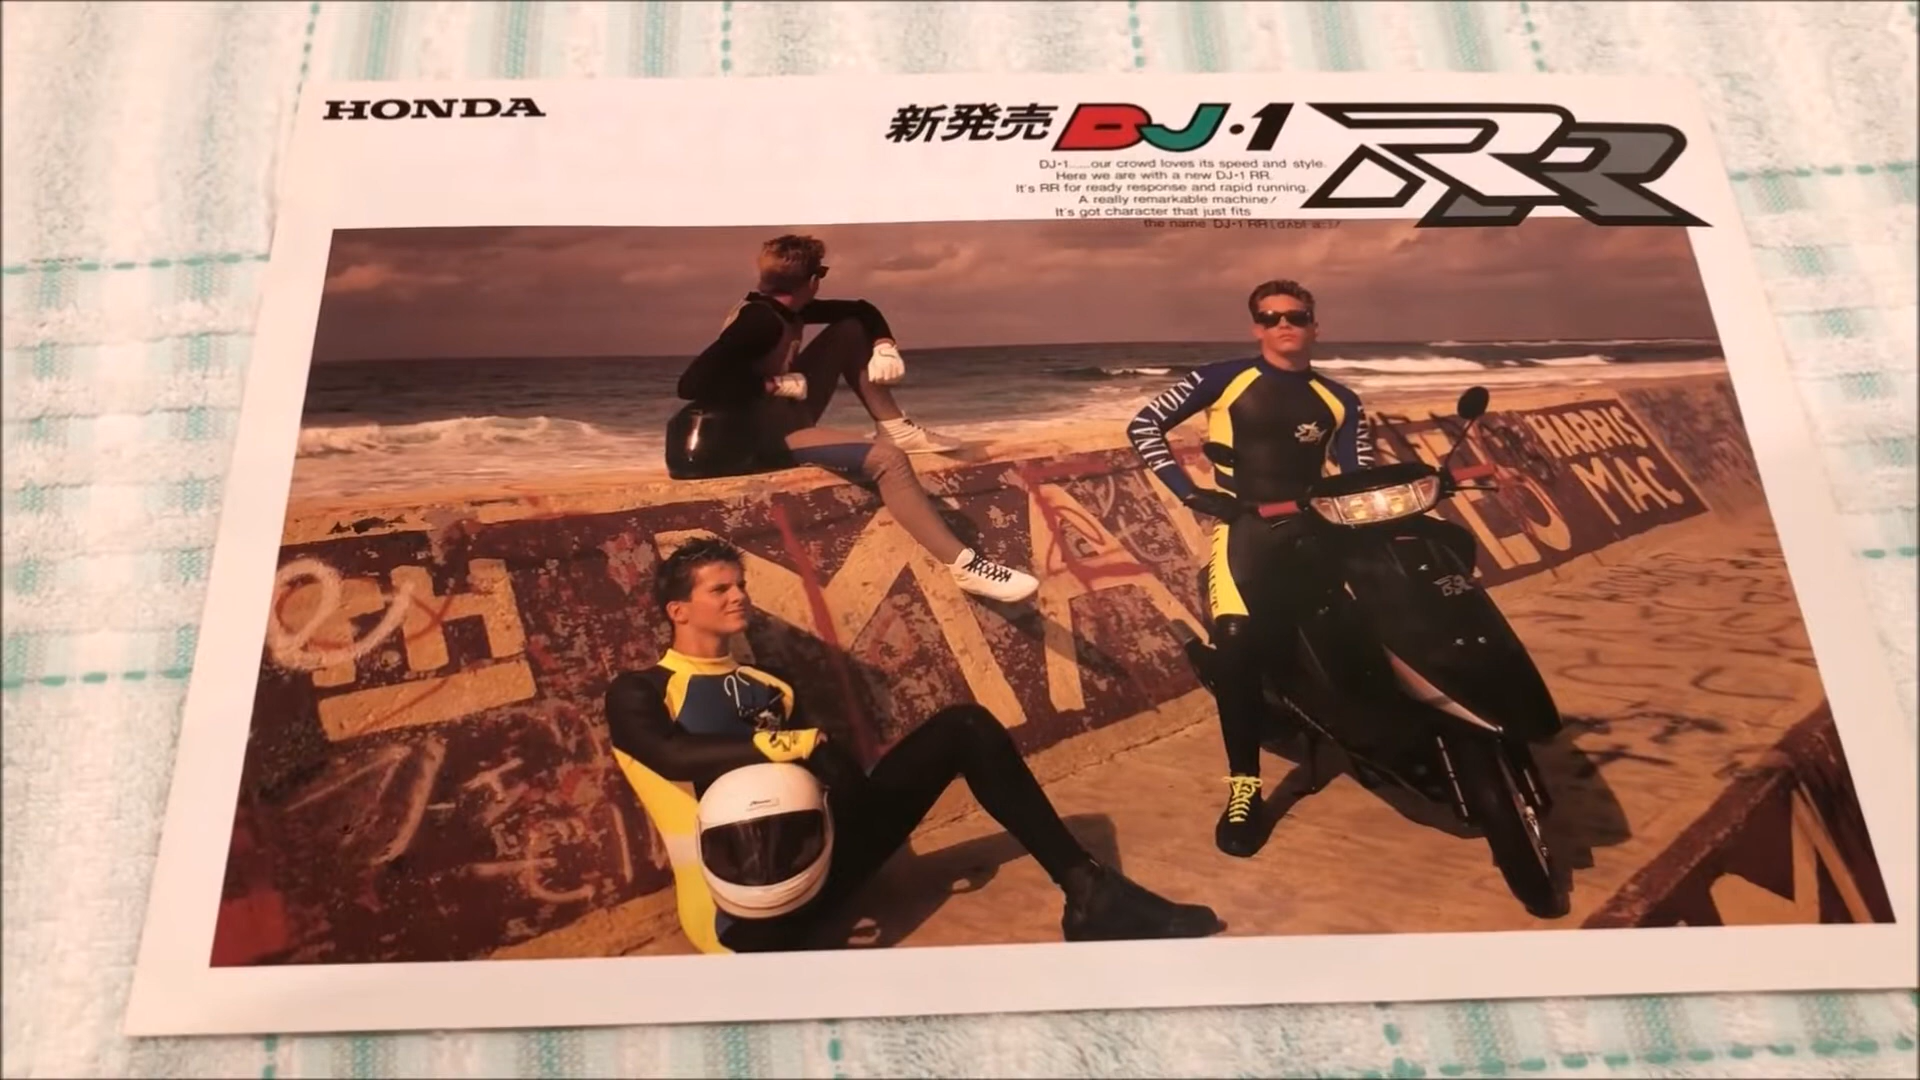 HONDA
新発売 DJ·1 RR
DJ·1......our crowd loves its speed and style.
Here we are with a new DJ·1 RR.
It's RR for ready response and rapid running.
A really remarkable machine!
It's got character that just fits
the name DJ·1 RR
FINAL POINT
FINAL
HARRIS
MAC